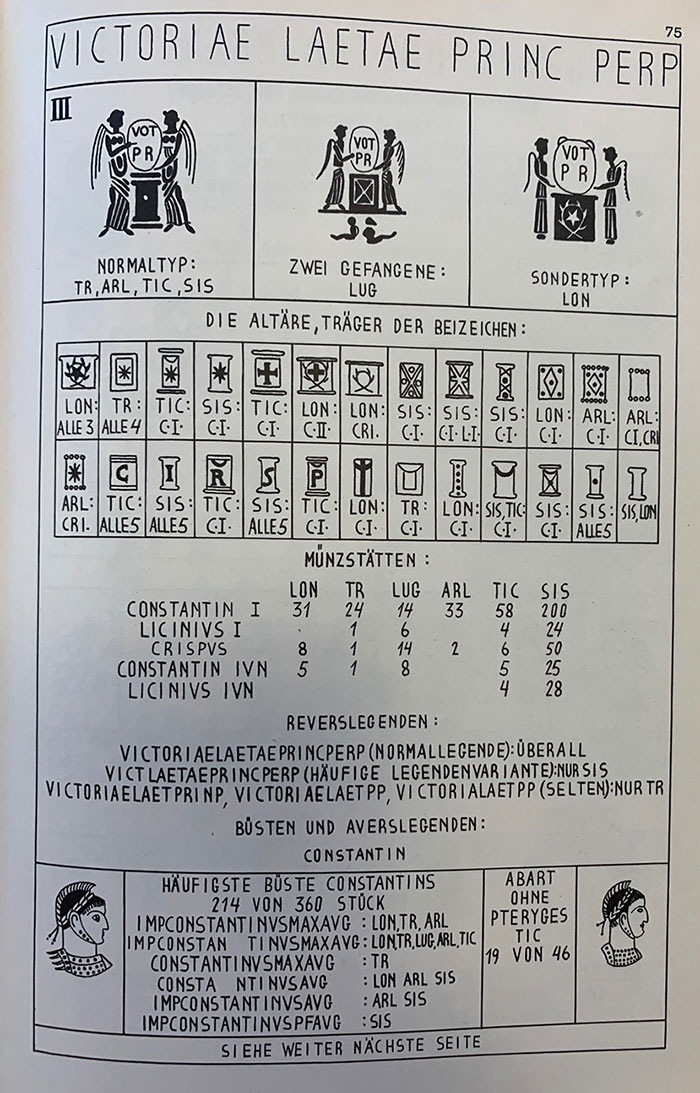 75
VICTORIAE LAETAE PRINC PERP
III
VOT
PR
VOT
PR
VOT
P R
NORMALTYP:
TR, ARL, TIC, SIS
ZWEI GEFANGENE:
LUG
SONDERTYP:
LON
DIE ALTÄRE, TRÄGER DER BEIZEICHEN:
LON: TR: TIC: SIS: TIC: LON: LON: SIS: SIS: SIS: LON: ARL: ARL:
ALLE 3 ALLE 4 C·I· C·I· C·I· C·II· CRI. C·I· C·I·L·I· C·I· C·I· C·I· CI, CRI
C I R S P
ARL: TIC: SIS: TIC: SIS: TIC: LON: TR: LON: SIS, TIC: SIS: SIS: SIS, LON
CRI. ALLE5 ALLE5 C·I· ALLE5 C·I· C·I· C·I· C·I· C·I· C·I· ALLE5
MÜNZSTÄTTEN:
LON TR LUG ARL TIC SIS
CONSTANTIN I 31 24 14 33 58 200
LICINIVS I · 1 6 4 24
CRISPVS 8 1 14 2 6 50
CONSTANTIN IVN 5 1 8 5 25
LICINIVS IVN 4 28
REVERSLEGENDEN:
VICTORIAELAETAEPRINCPERP (NORMALLEGENDE): ÜBERALL
VICTLAETAEPRINCPERP (HÄUFIGE LEGENDENVARIANTE): NUR SIS
VICTORIAELAETPRINP, VICTORIAELAETPP, VICTORIALAETPP (SELTEN): NUR TR
BÜSTEN UND AVERSLEGENDEN:
CONSTANTIN
HÄUFIGSTE BÜSTE CONSTANTINS
214 VON 360 STÜCK
IMPCONSTANTINVSMAXAVG : LON, TR, ARL
IMPCONSTAN TINVSMAXAVG: LON,TR,LUG,ARL,TIC
CONSTANTINVSMAXAVG : TR
CONSTA NTINVSAVG : LON ARL SIS
IMPCONSTANTINVSAVG : ARL SIS
IMPCONSTANTINVSPFAVG : SIS
ABART
OHNE
PTERYGES
TIC
19 VON 46
SIEHE WEITER NÄCHSTE SEITE